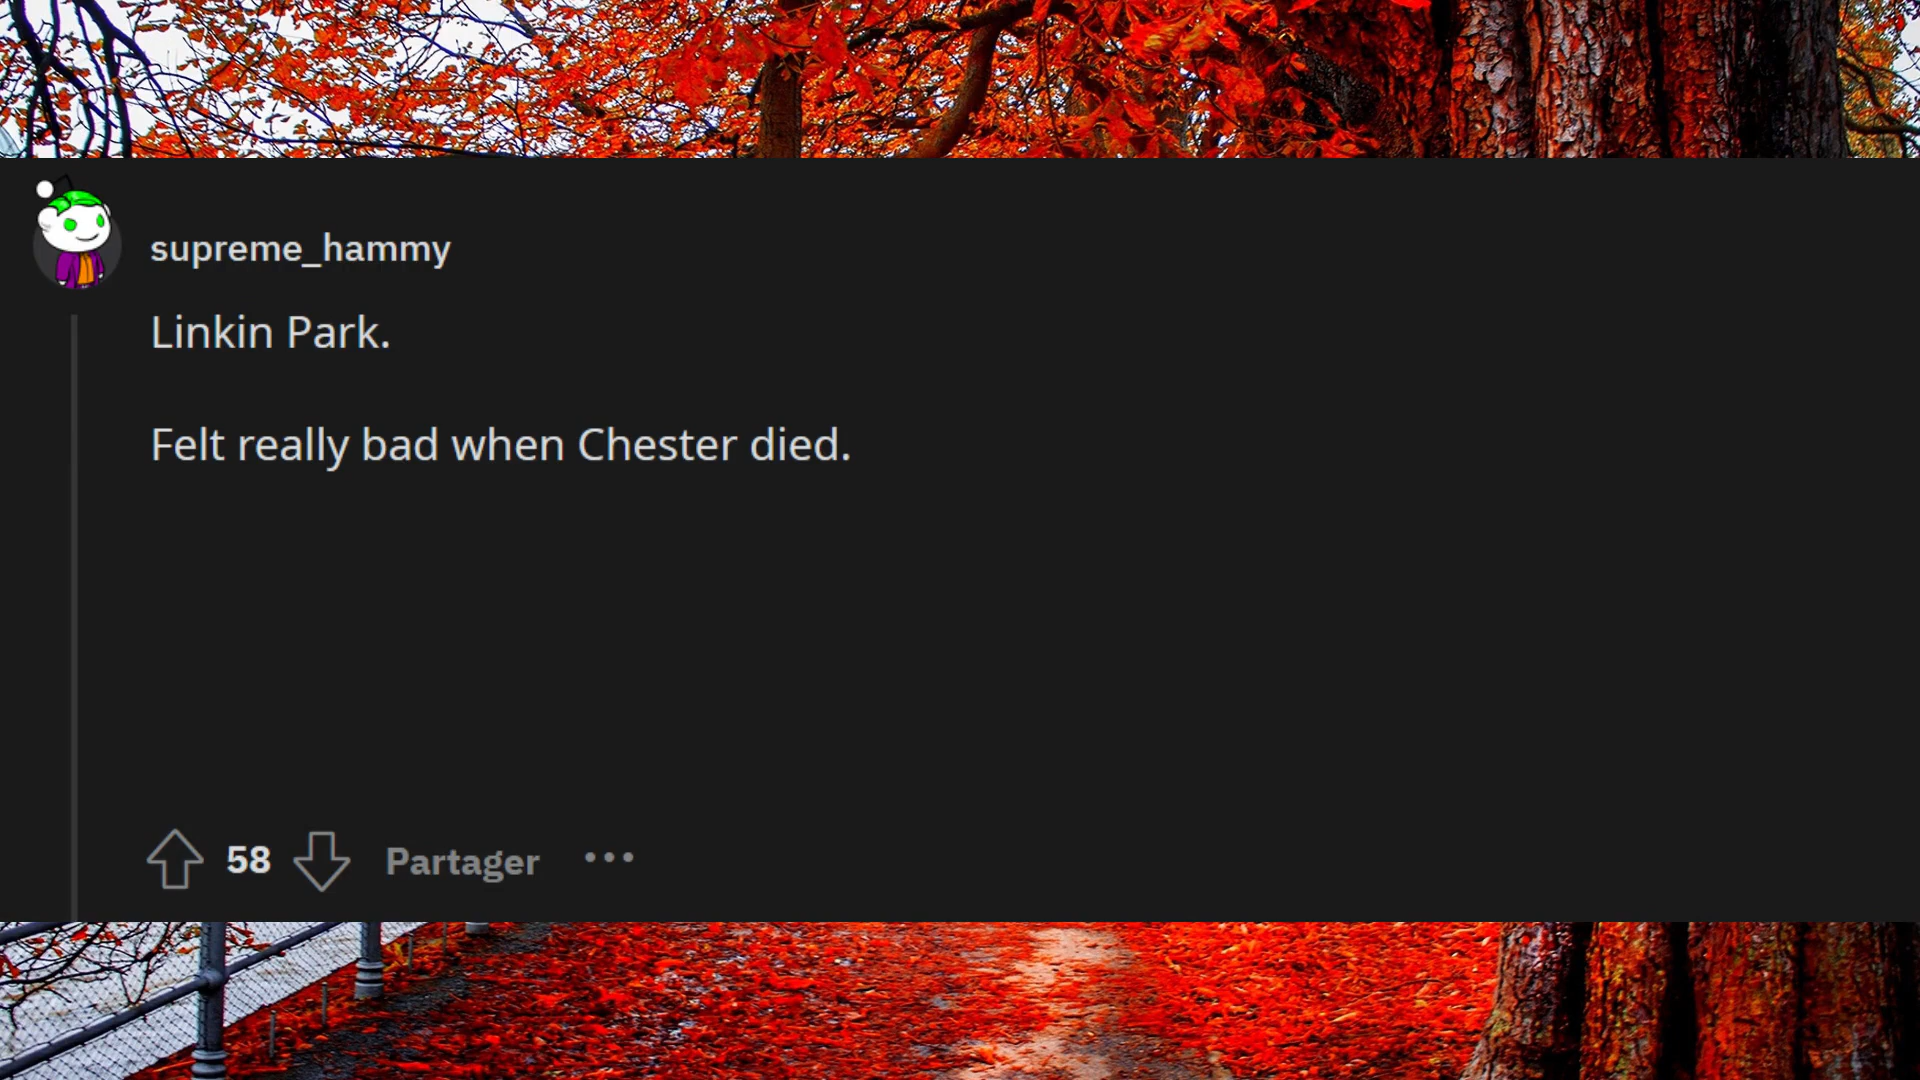 supreme_hammy
Linkin Park.
Felt really bad when Chester died.
58 Partager